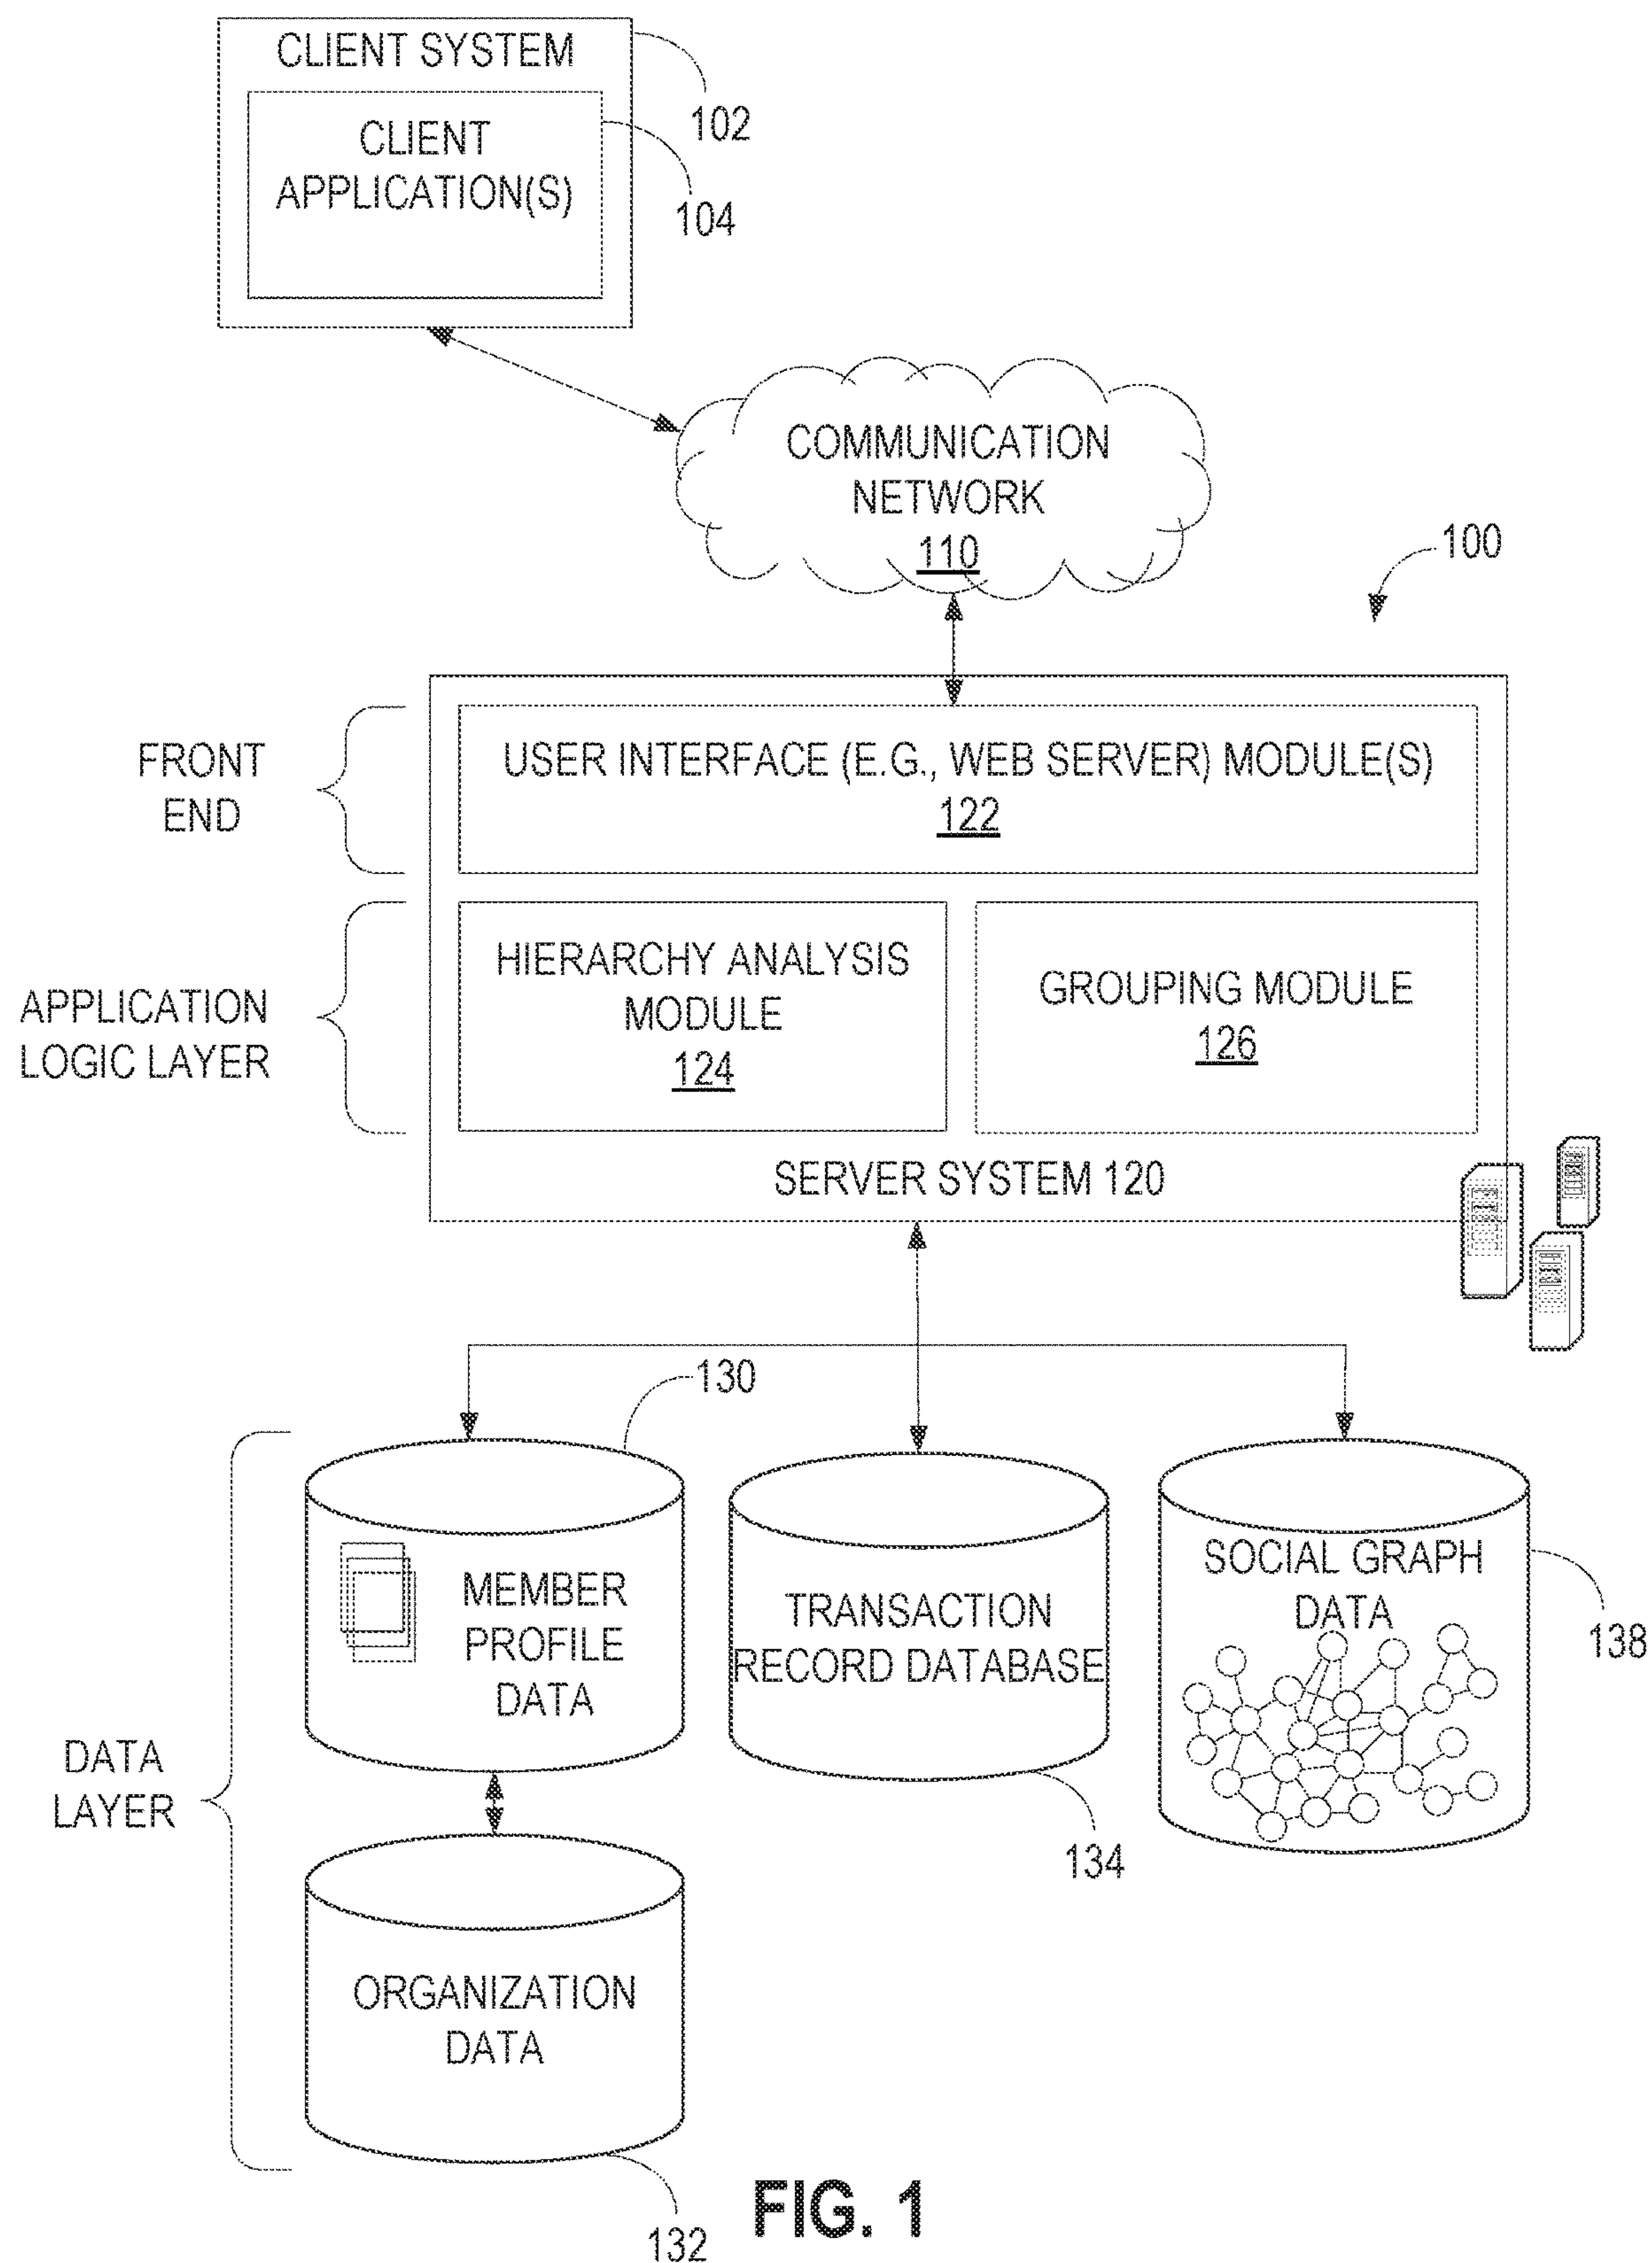 CLIENT SYSTEM
102
CLIENT
APPLICATION(S)
104
COMMUNICATION
NETWORK
110
100
FRONT
END
USER INTERFACE (E.G., WEB SERVER) MODULE(S)
122
APPLICATION
LOGIC LAYER
HIERARCHY ANALYSIS
MODULE
124
GROUPING MODULE
126
SERVER SYSTEM 120
130
DATA
LAYER
MEMBER
PROFILE
DATA
TRANSACTION
RECORD DATABASE
134
SOCIAL GRAPH
DATA
138
ORGANIZATION
DATA
132
FIG. 1